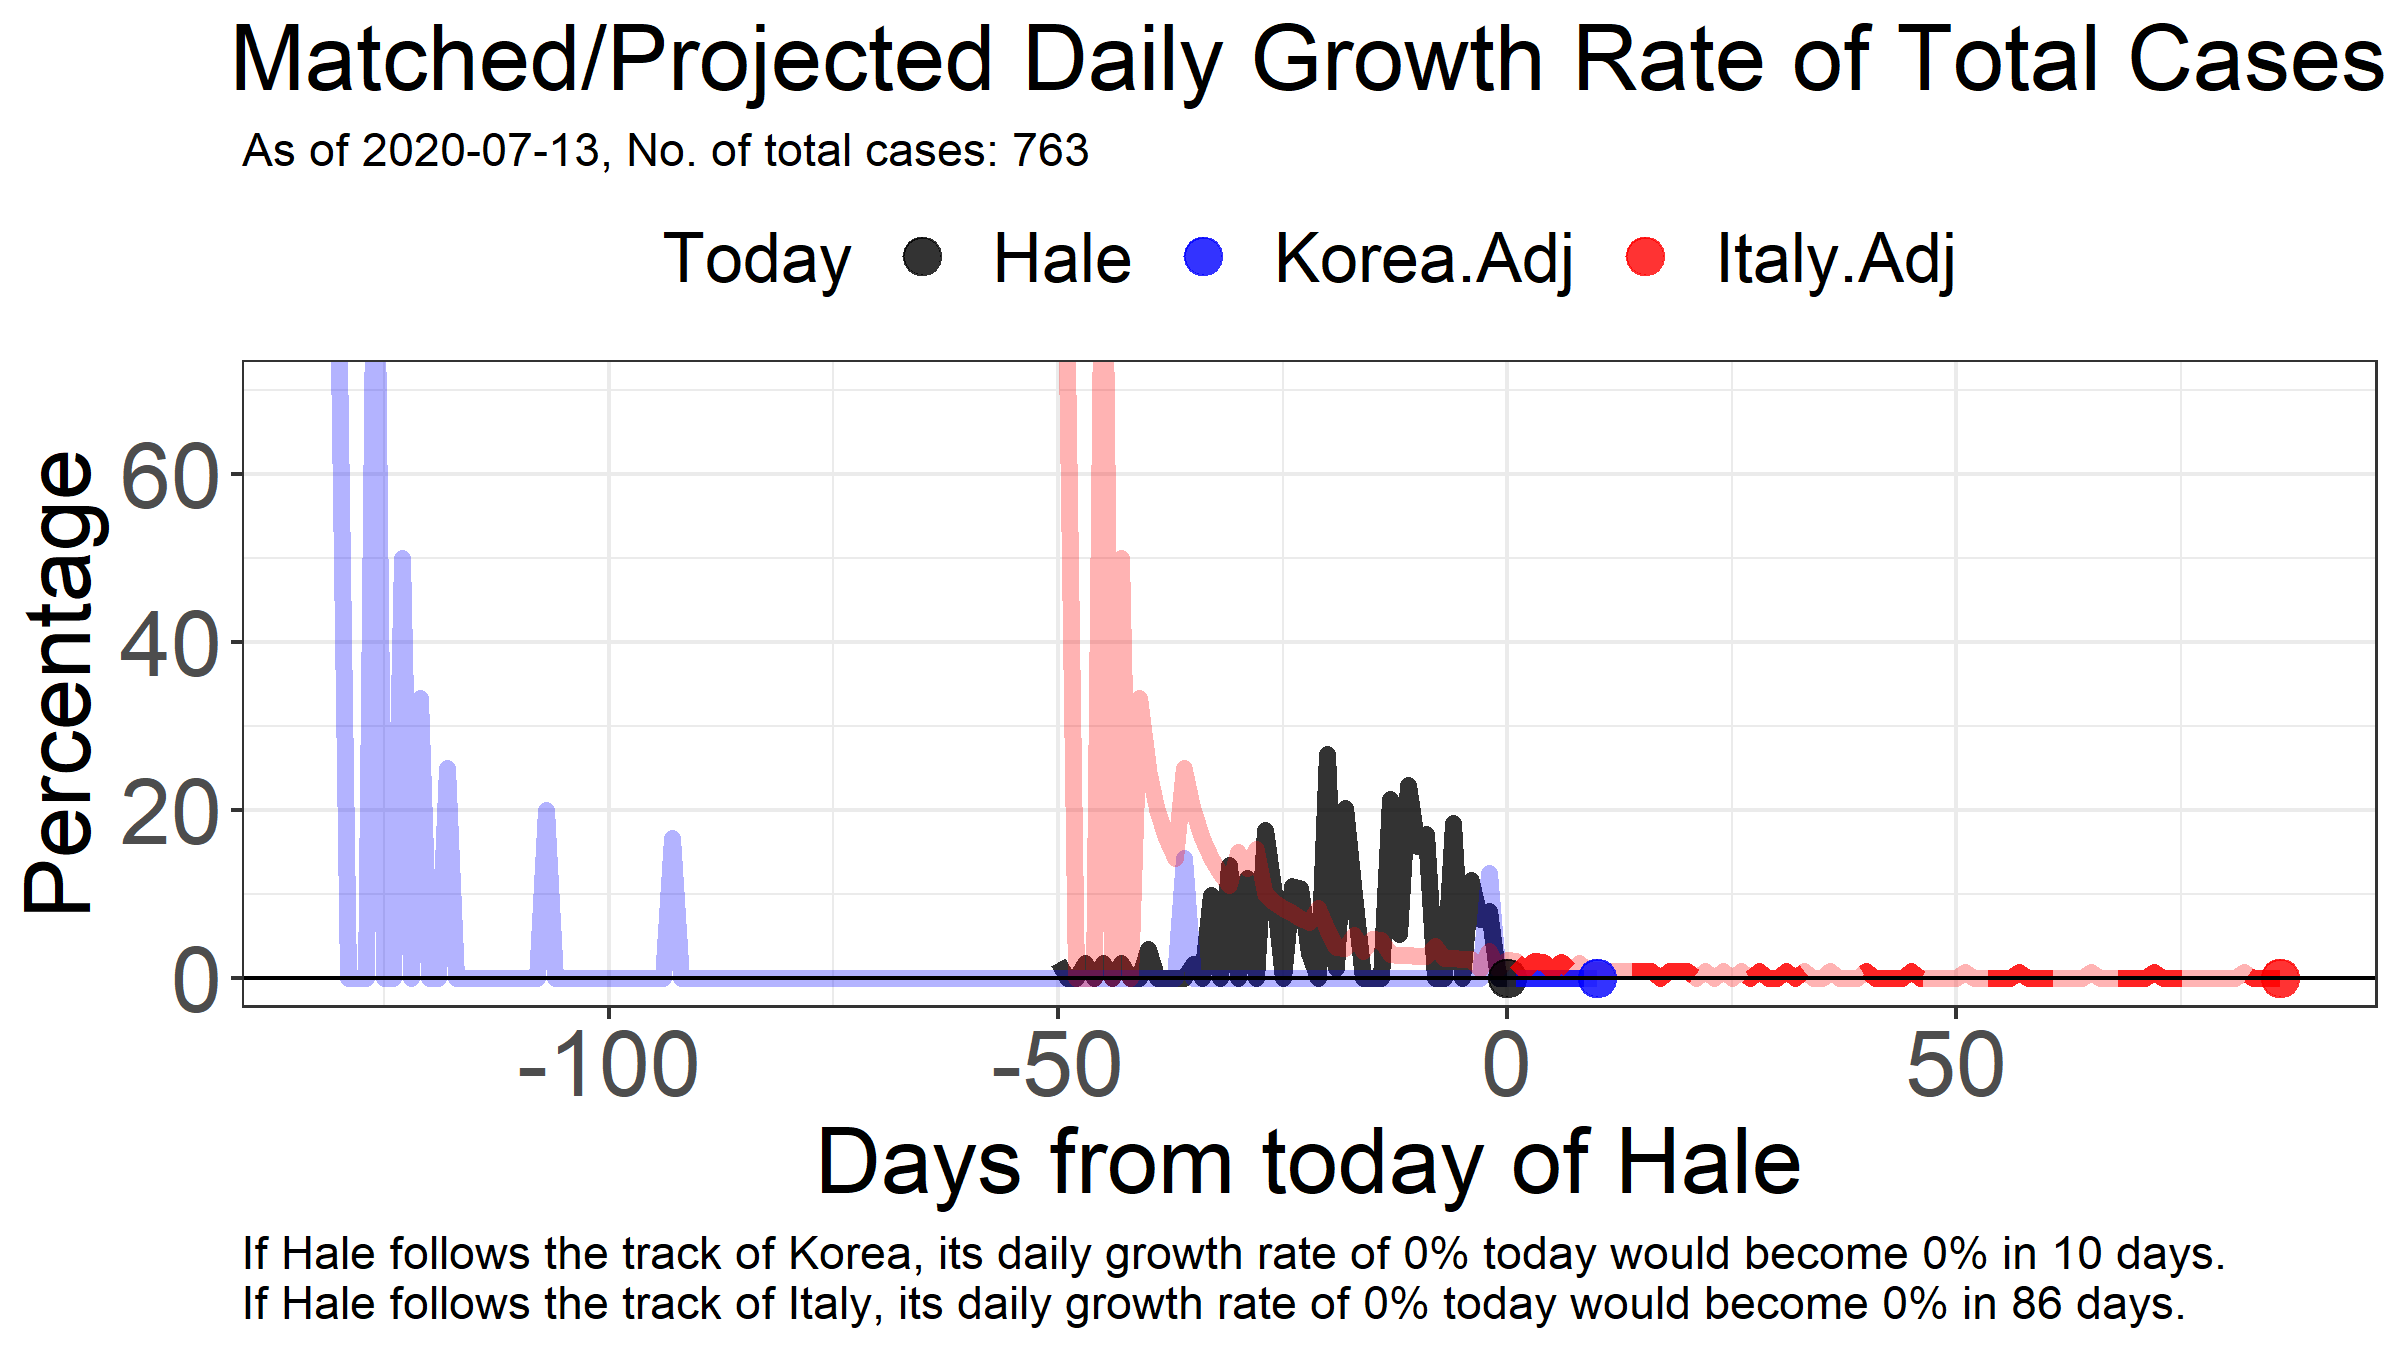 Matched/Projected Daily Growth Rate of Total Cases
As of 2020-07-13, No. of total cases: 763
Today Hale Korea.Adj Italy.Adj
Percentage
60
40
20
0
-100 -50 0 50
Days from today of Hale
If Hale follows the track of Korea, its daily growth rate of 0% today would become 0% in 10 days.
If Hale follows the track of Italy, its daily growth rate of 0% today would become 0% in 86 days.